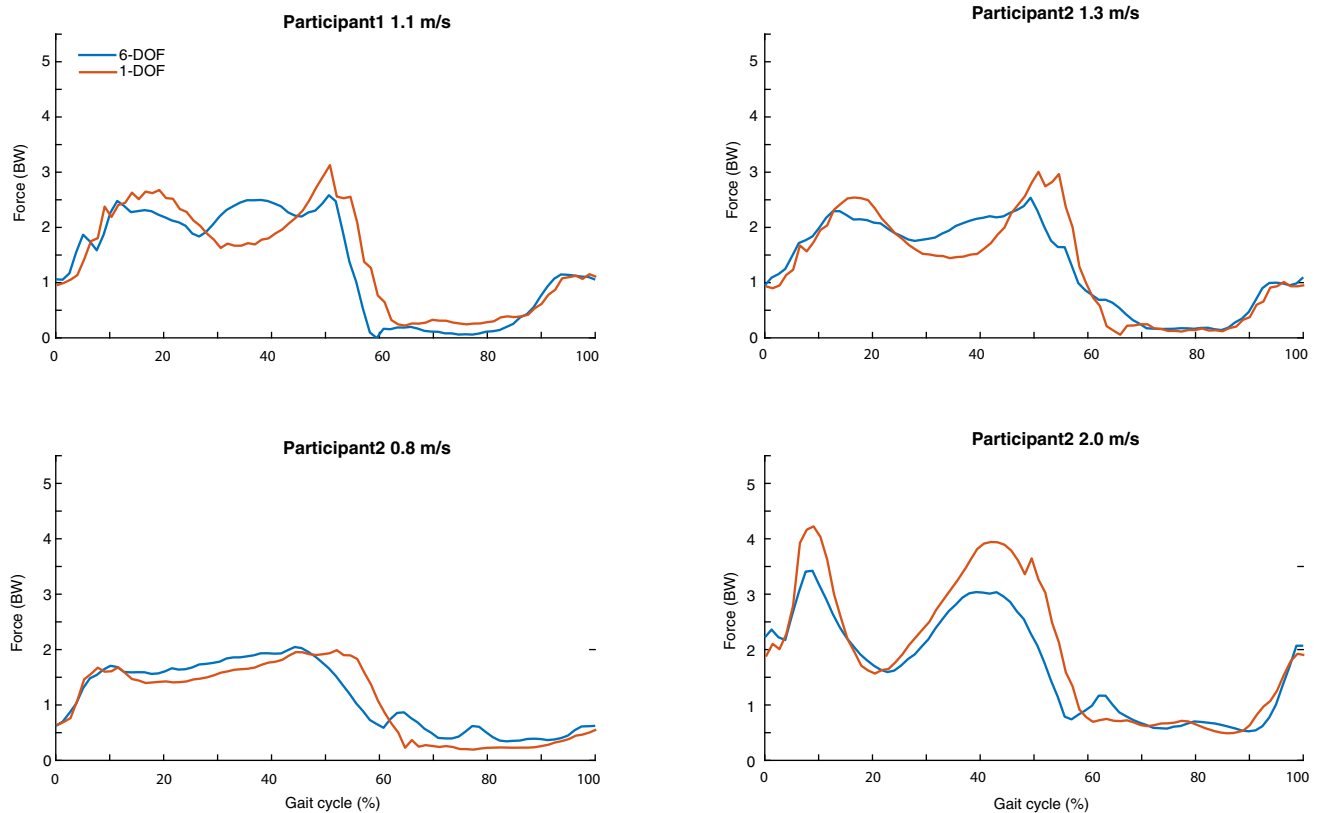 Participant1 1.1 m/s
6-DOF
1-DOF
Force (BW)
5
4
3
2
1
0
0 20 40 60 80 100
Participant2 1.3 m/s
Force (BW)
5
4
3
2
1
0
0 20 40 60 80 100
Participant2 0.8 m/s
Force (BW)
5
4
3
2
1
0
0 20 40 60 80 100
Gait cycle (%)
Participant2 2.0 m/s
Force (BW)
5
4
3
2
1
0
0 20 40 60 80 100
Gait cycle (%)